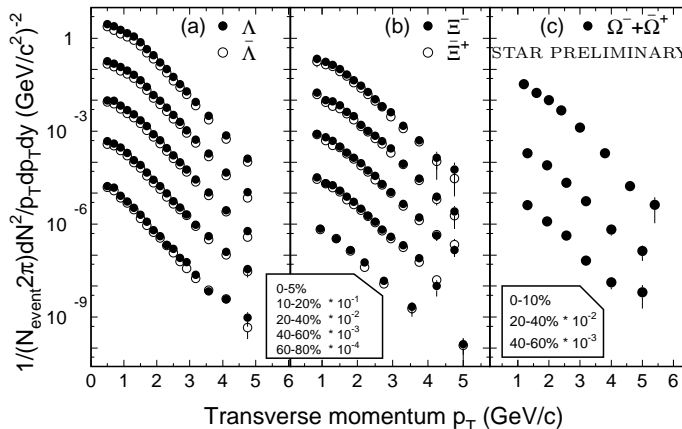 1/(N_event 2π)dN²/p_T dp_T dy (GeV/c²)⁻²
1
10⁻³
10⁻⁶
10⁻⁹
(a) Λ
Λ̄
(b) Ξ⁻
Ξ̄⁺
(c) Ω⁻+Ω̄⁺
STAR PRELIMINARY
0-5%
10-20% * 10⁻¹
20-40% * 10⁻²
40-60% * 10⁻³
60-80% * 10⁻⁴
0-10%
20-40% * 10⁻²
40-60% * 10⁻³
0 1 2 3 4 5 6 1 2 3 4 5 6 1 2 3 4 5 6
Transverse momentum p_T (GeV/c)